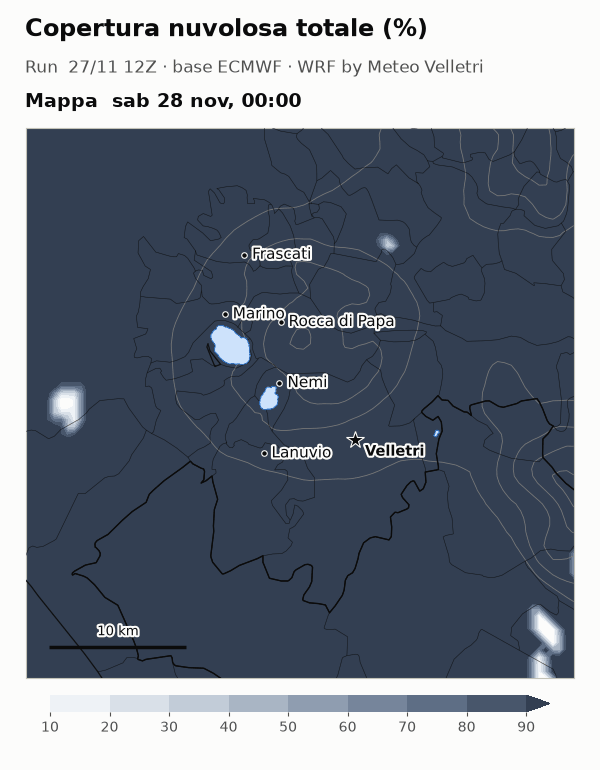 Copertura nuvolosa totale (%)
Run  27/11 12Z · base ECMWF · WRF by Meteo Velletri
Mappa  sab 28 nov, 00:00
Frascati
Marino
Rocca di Papa
Nemi
Velletri
Lanuvio
10 km
10 20 30 40 50 60 70 80 90